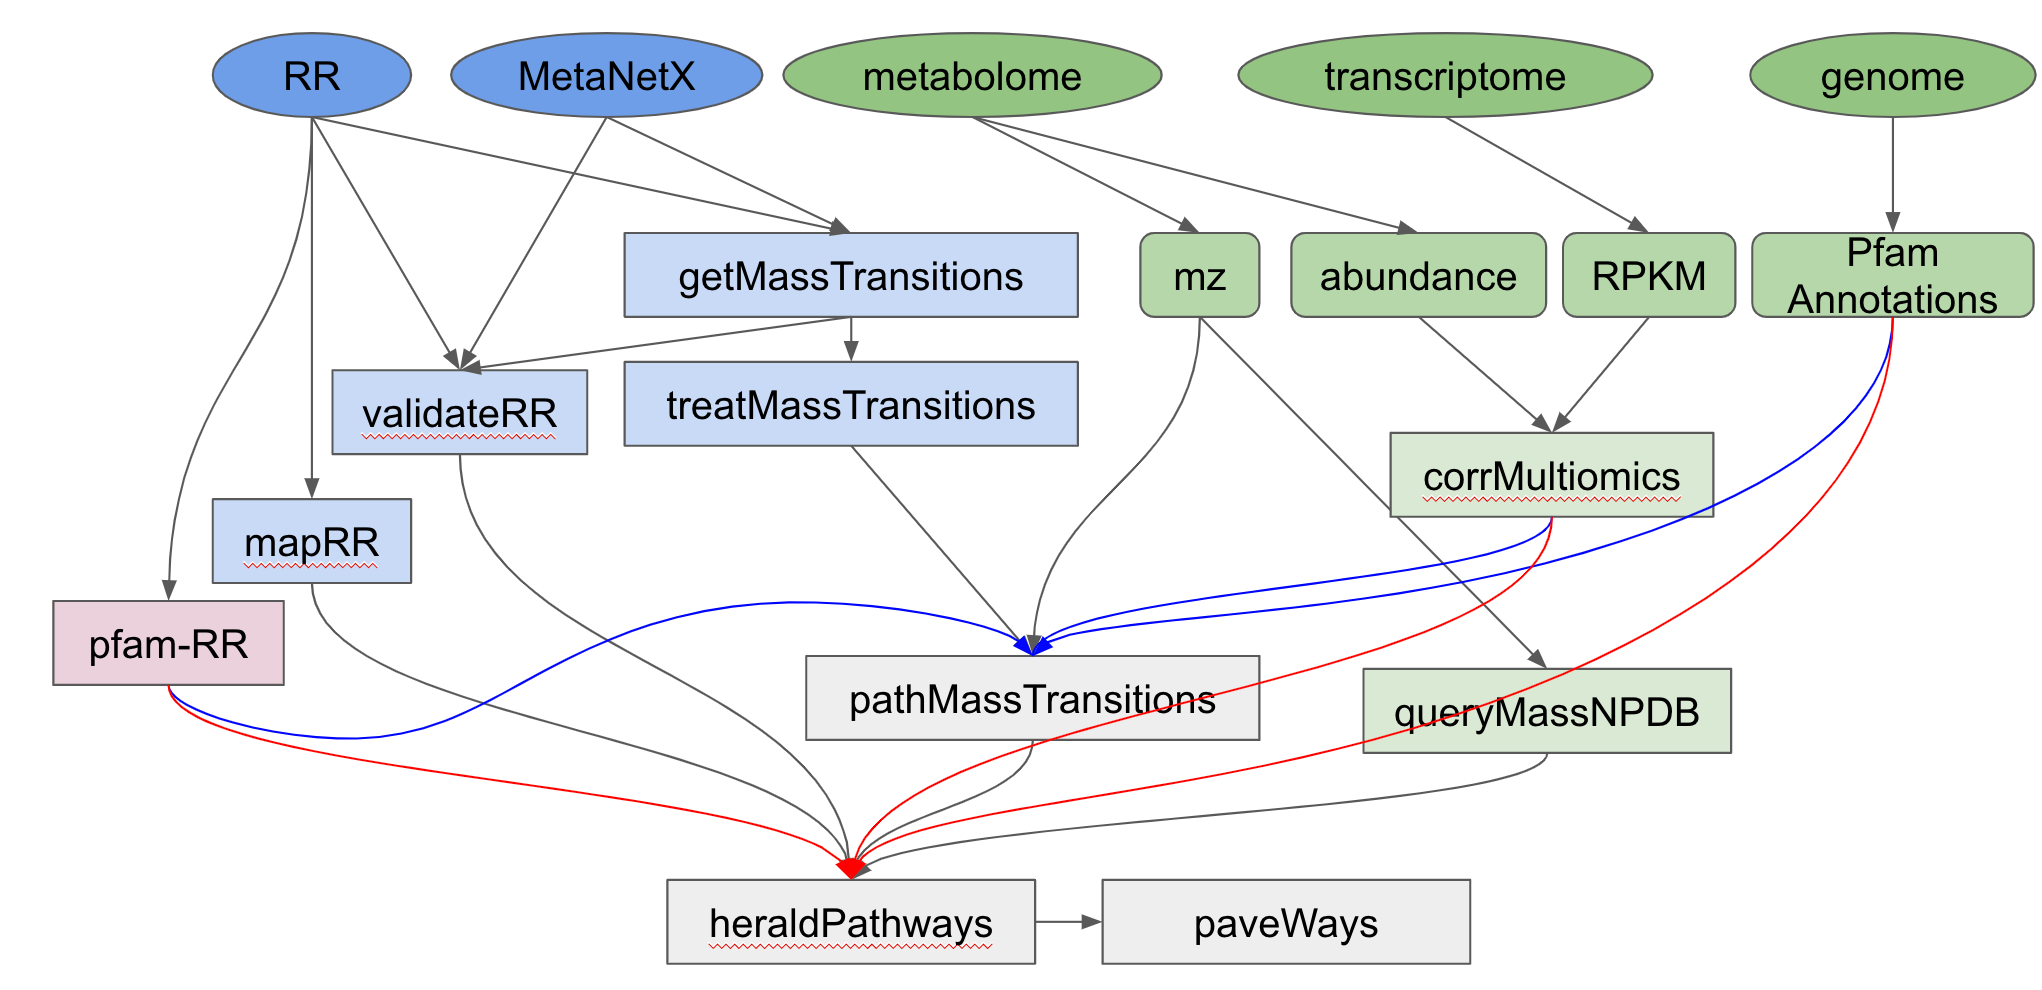 RR
MetaNetX
metabolome
transcriptome
genome
getMassTransitions
mz
abundance
RPKM
Pfam
Annotations
validateRR
treatMassTransitions
corrMultiomics
mapRR
pfam-RR
pathMassTransitions
queryMassNPDB
heraldPathways
paveWays